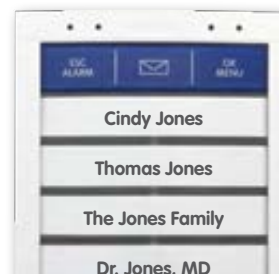 ESC OK
ALARM MENU
Cindy Jones
Thomas Jones
The Jones Family
Dr. Jones, MD